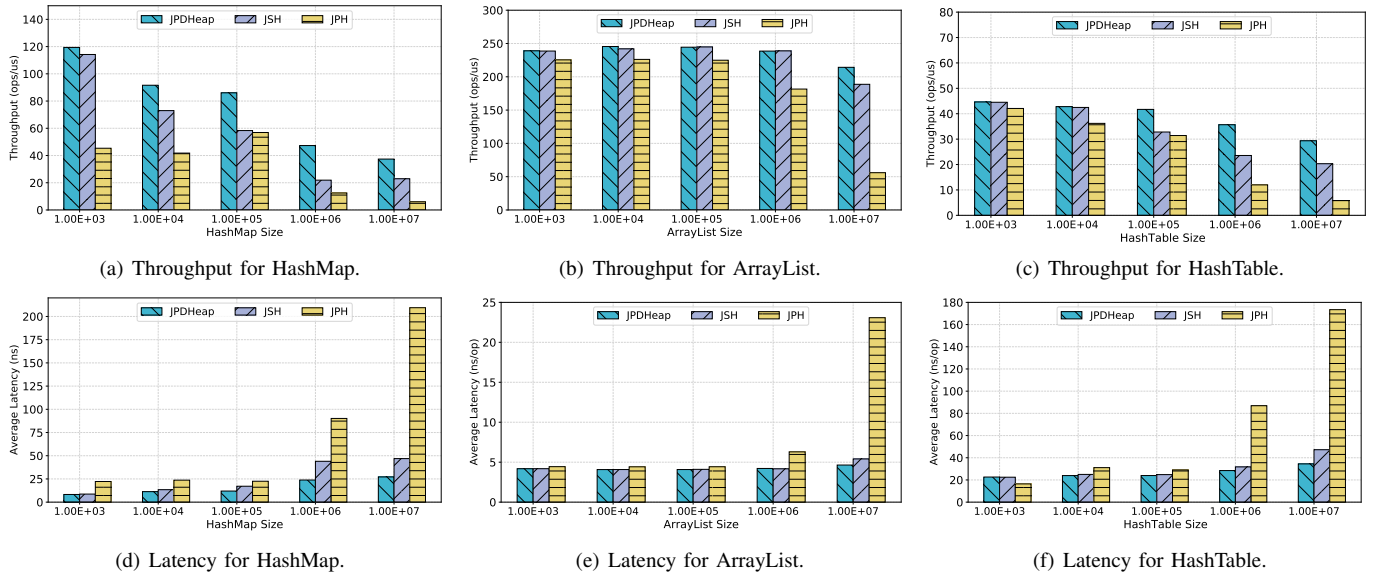 JPDHeap JSH JPH
Throughput (ops/us)
140
120
100
80
60
40
20
0
1.00E+03 1.00E+04 1.00E+05 1.00E+06 1.00E+07
HashMap Size
(a) Throughput for HashMap.
JPDHeap JSH JPH
Throughput (ops/us)
300
250
200
150
100
50
0
1.00E+03 1.00E+04 1.00E+05 1.00E+06 1.00E+07
ArrayList Size
(b) Throughput for ArrayList.
JPDHeap JSH JPH
Throughput (ops/us)
80
70
60
50
40
30
20
10
0
1.00E+03 1.00E+04 1.00E+05 1.00E+06 1.00E+07
HashTable Size
(c) Throughput for HashTable.
JPDHeap JSH JPH
Average Latency (ns)
200
175
150
125
100
75
50
25
0
1.00E+03 1.00E+04 1.00E+05 1.00E+06 1.00E+07
HashMap Size
(d) Latency for HashMap.
JPDHeap JSH JPH
Average Latency (ns/op)
25
20
15
10
5
0
1.00E+03 1.00E+04 1.00E+05 1.00E+06 1.00E+07
ArrayList Size
(e) Latency for ArrayList.
JPDHeap JSH JPH
Average Latency (ns/op)
180
160
140
120
100
80
60
40
20
0
1.00E+03 1.00E+04 1.00E+05 1.00E+06 1.00E+07
HashTable Size
(f) Latency for HashTable.